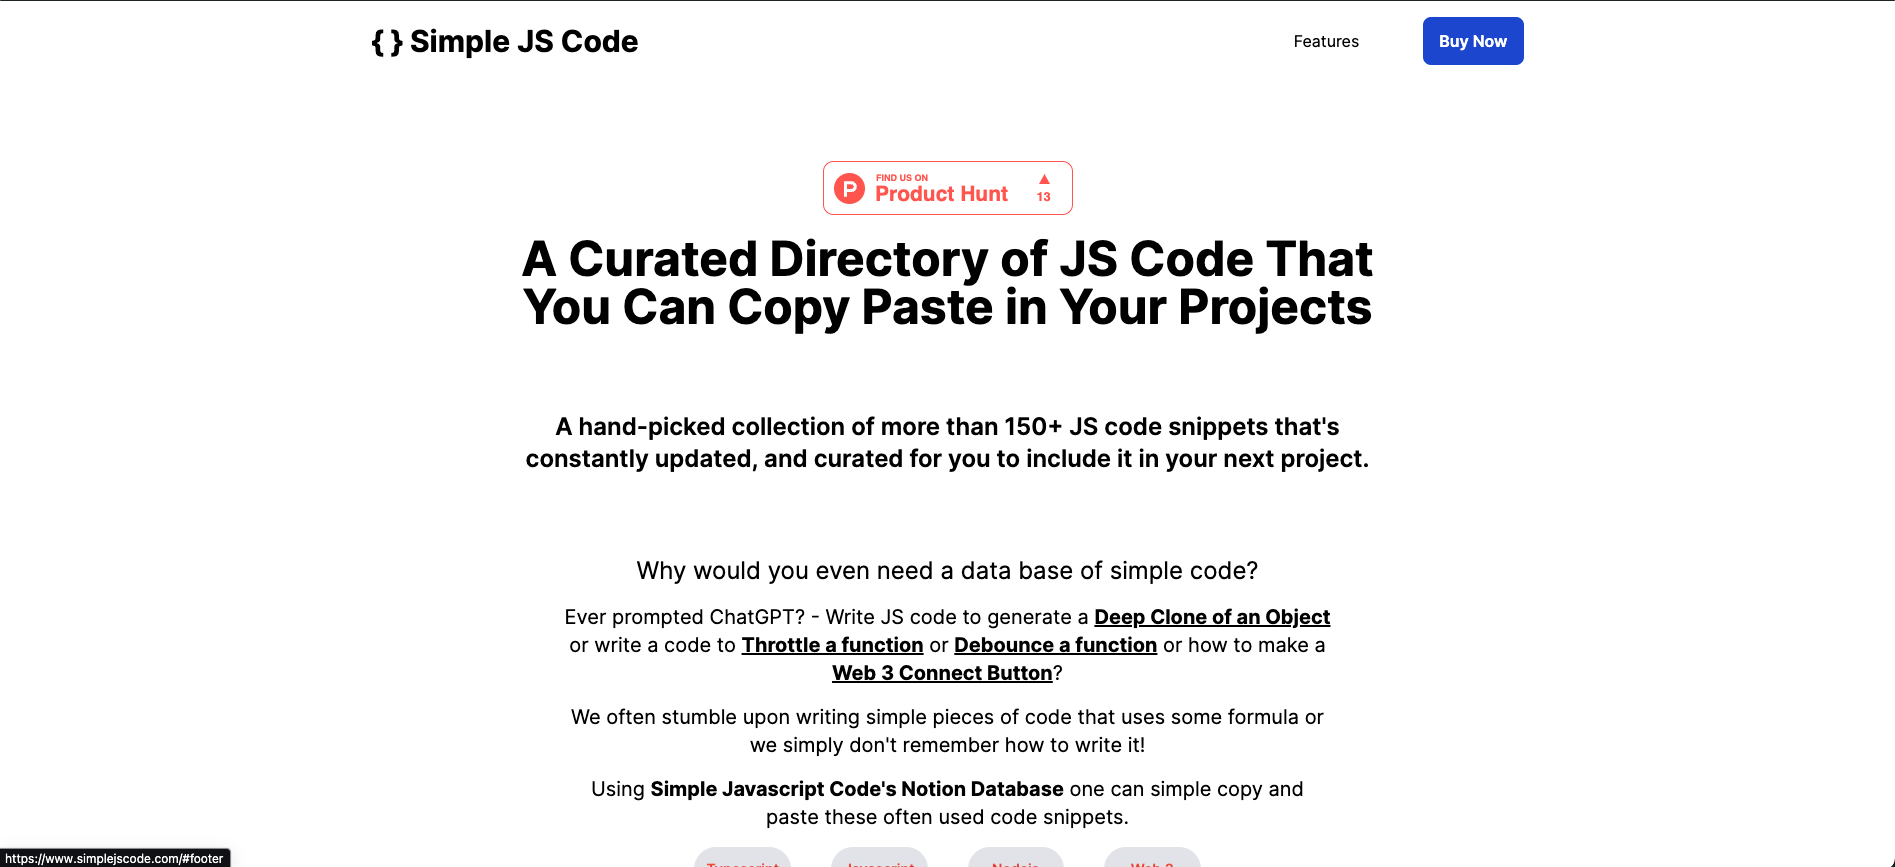 { } Simple JS Code
Features
Buy Now
FIND US ON
Product Hunt
13
A Curated Directory of JS Code That
You Can Copy Paste in Your Projects
A hand-picked collection of more than 150+ JS code snippets that's
constantly updated, and curated for you to include it in your next project.
Why would you even need a data base of simple code?
Ever prompted ChatGPT? - Write JS code to generate a Deep Clone of an Object
or write a code to Throttle a function or Debounce a function or how to make a
Web 3 Connect Button?
We often stumble upon writing simple pieces of code that uses some formula or
we simply don't remember how to write it!
Using Simple Javascript Code's Notion Database one can simple copy and
paste these often used code snippets.
Typescript Javascript Nodejs Web 3
https://www.simplejscode.com/#footer